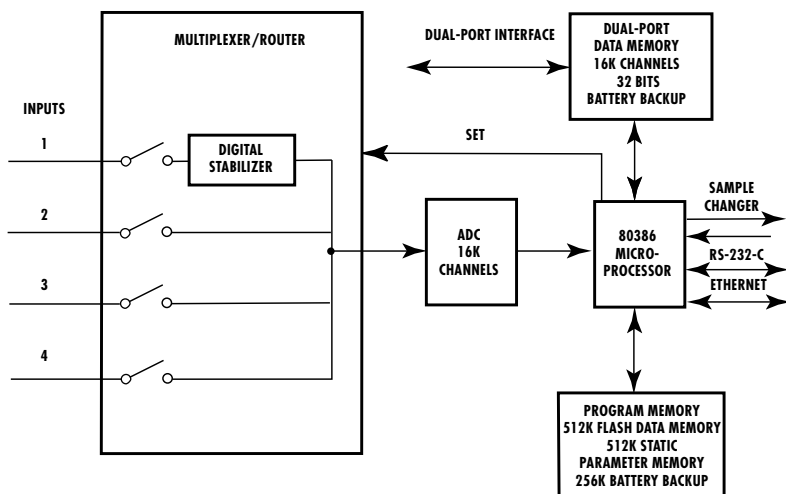 MULTIPLEXER/ROUTER
INPUTS
1
DIGITAL
STABILIZER
2
3
4
DUAL-PORT INTERFACE
DUAL-PORT
DATA MEMORY
16K CHANNELS
32 BITS
BATTERY BACKUP
SET
ADC
16K
CHANNELS
80386
MICRO-
PROCESSOR
SAMPLE
CHANGER
RS-232-C
ETHERNET
PROGRAM MEMORY
512K FLASH DATA MEMORY
512K STATIC
PARAMETER MEMORY
256K BATTERY BACKUP